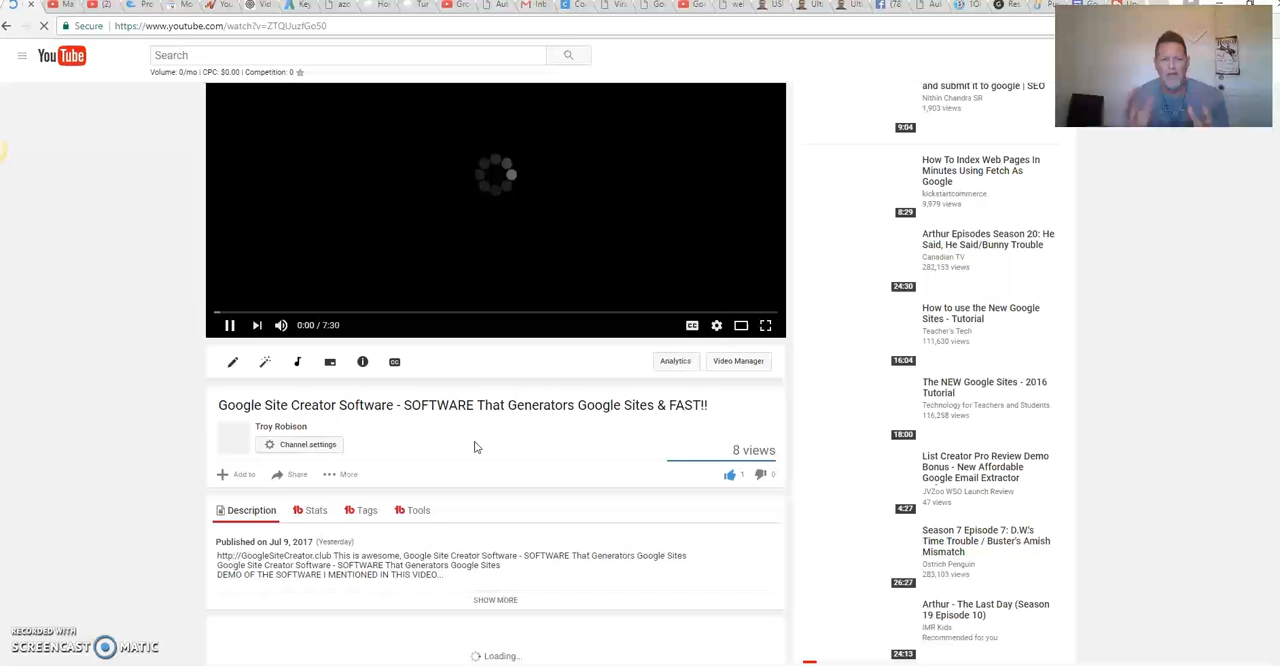 Secure
https://www.youtube.com/watch?v=ZTQUuzfGo50
YouTube
Search
Volume: 0/mo | CPC: $0.00 | Competition: 0
0:00 / 7:30
CC
Analytics
Video Manager
Google Site Creator Software - SOFTWARE That Generators Google Sites & FAST!!
Troy Robison
Channel settings
8 views
Add to
Share
More
1
0
Description
Stats
Tags
Tools
Published on Jul 9, 2017 (Yesterday)
http://GoogleSiteCreator.club This is awesome, Google Site Creator Software - SOFTWARE That Generators Google Sites
Google Site Creator Software - SOFTWARE That Generators Google Sites
DEMO OF THE SOFTWARE I MENTIONED IN THIS VIDEO...
SHOW MORE
Loading...
and submit it to google | SEO
Nithin Chandra SR
1,903 views
9:04
How To Index Web Pages In
Minutes Using Fetch As
Google
kickstartcommerce
9,979 views
8:29
Arthur Episodes Season 20: He
Said, He Said/Bunny Trouble
Canadian TV
282,153 views
24:30
How to use the New Google
Sites - Tutorial
Teacher's Tech
111,630 views
16:04
The NEW Google Sites - 2016
Tutorial
Technology for Teachers and Students
116,258 views
18:00
List Creator Pro Review Demo
Bonus - New Affordable
Google Email Extractor
JVZoo WSO Launch Review
47 views
4:27
Season 7 Episode 7: D.W.'s
Time Trouble / Buster's Amish
Mismatch
Ostrich Penguin
283,103 views
26:27
Arthur - The Last Day (Season
19 Episode 10)
IMR Kids
Recommended for you
24:13
RECORDED WITH
SCREENCAST MATIC